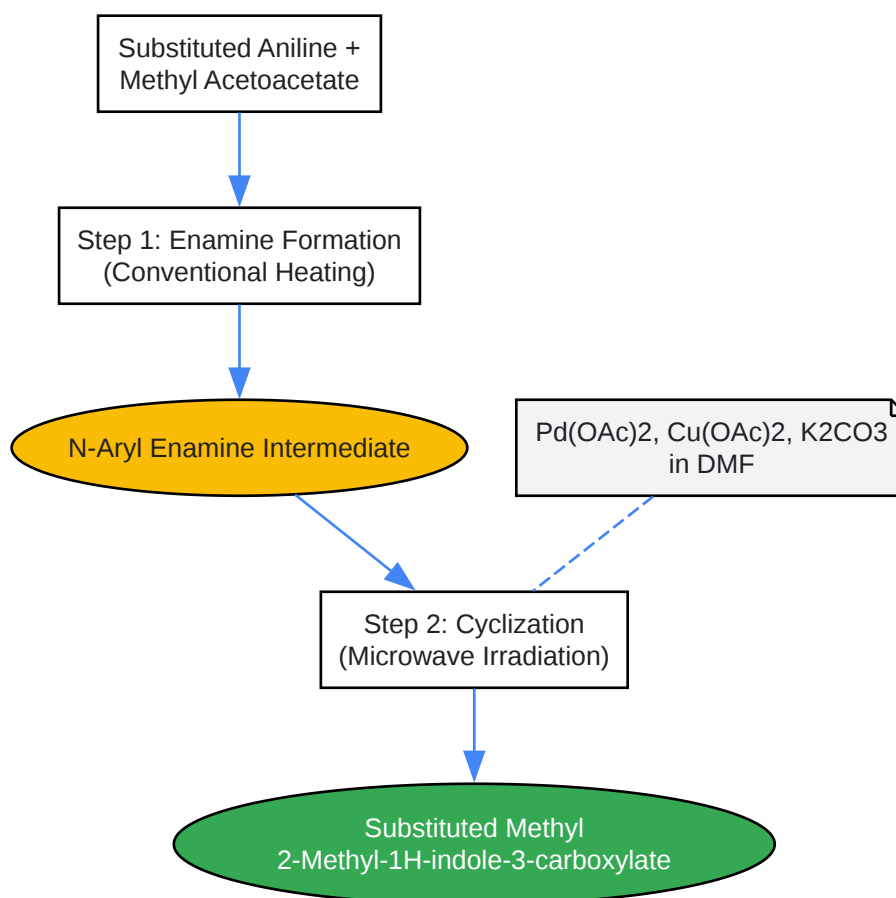 Substituted Aniline +
Methyl Acetoacetate
Step 1: Enamine Formation
(Conventional Heating)
N-Aryl Enamine Intermediate
Pd(OAc)2, Cu(OAc)2, K2CO3
in DMF
Step 2: Cyclization
(Microwave Irradiation)
Substituted Methyl
2-Methyl-1H-indole-3-carboxylate